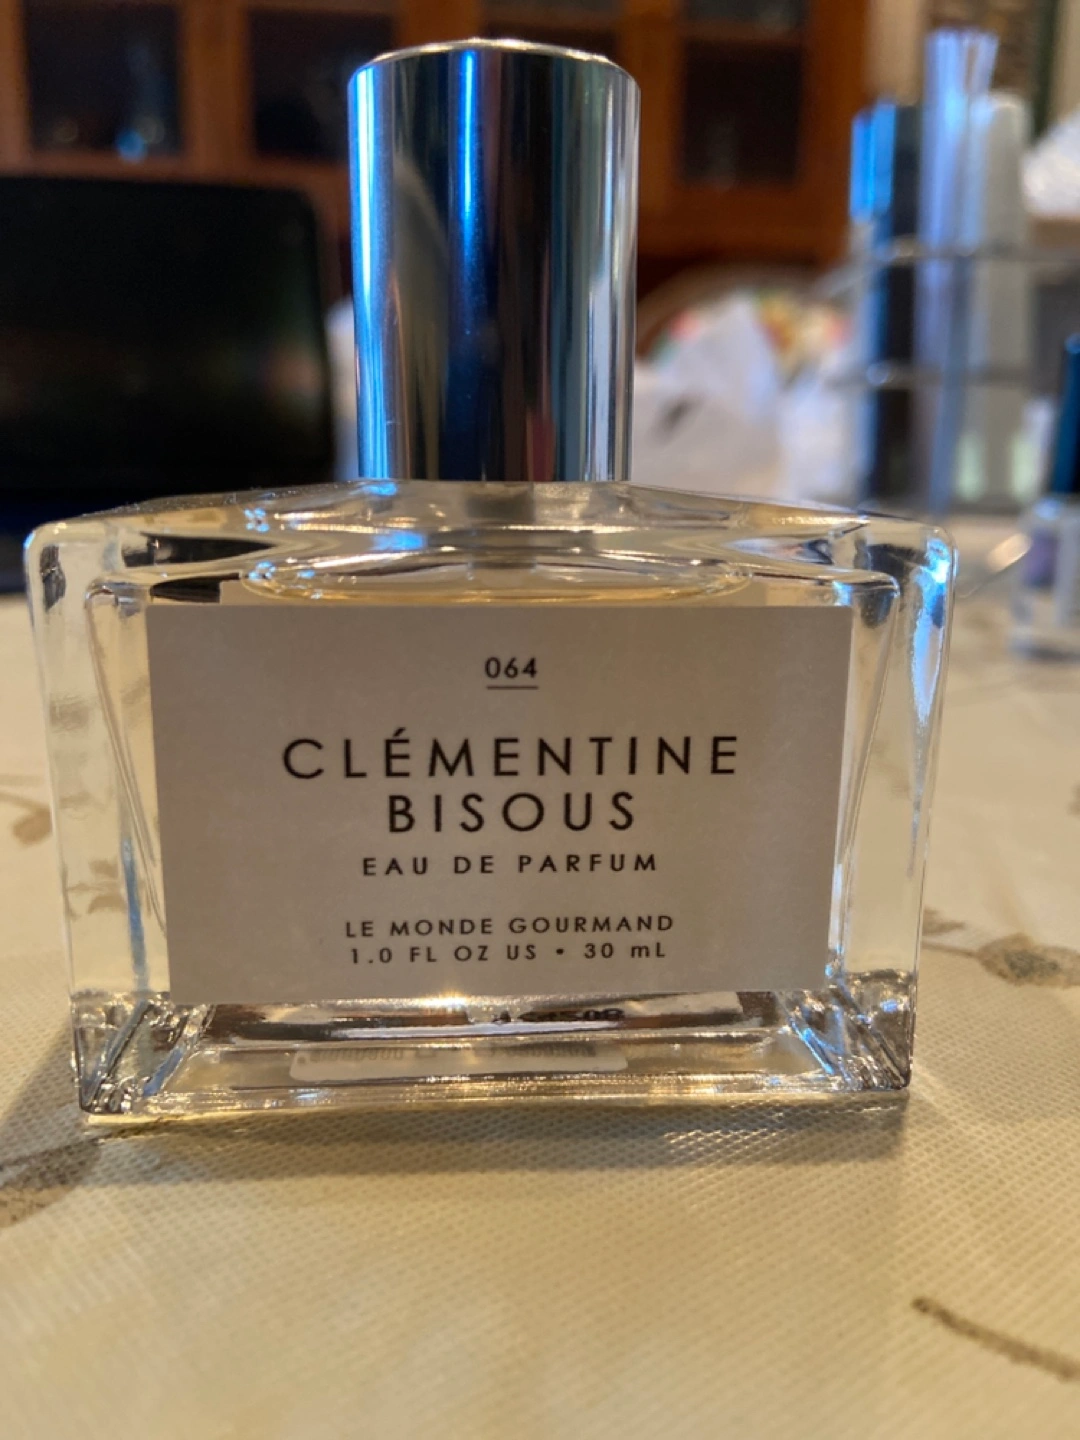 064
CLÉMENTINE
BISOUS
EAU DE PARFUM
LE MONDE GOURMAND
1.0 FL OZ US • 30 mL